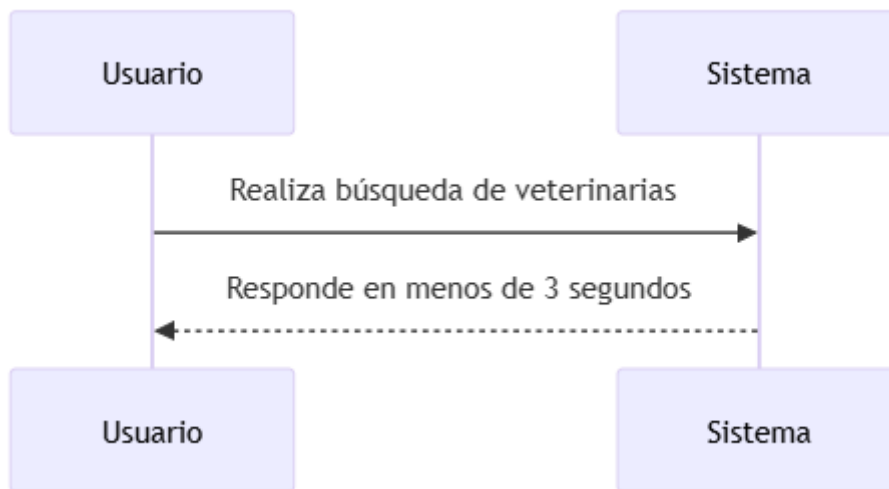 Usuario
Sistema
Realiza búsqueda de veterinarias
Responde en menos de 3 segundos
Usuario
Sistema